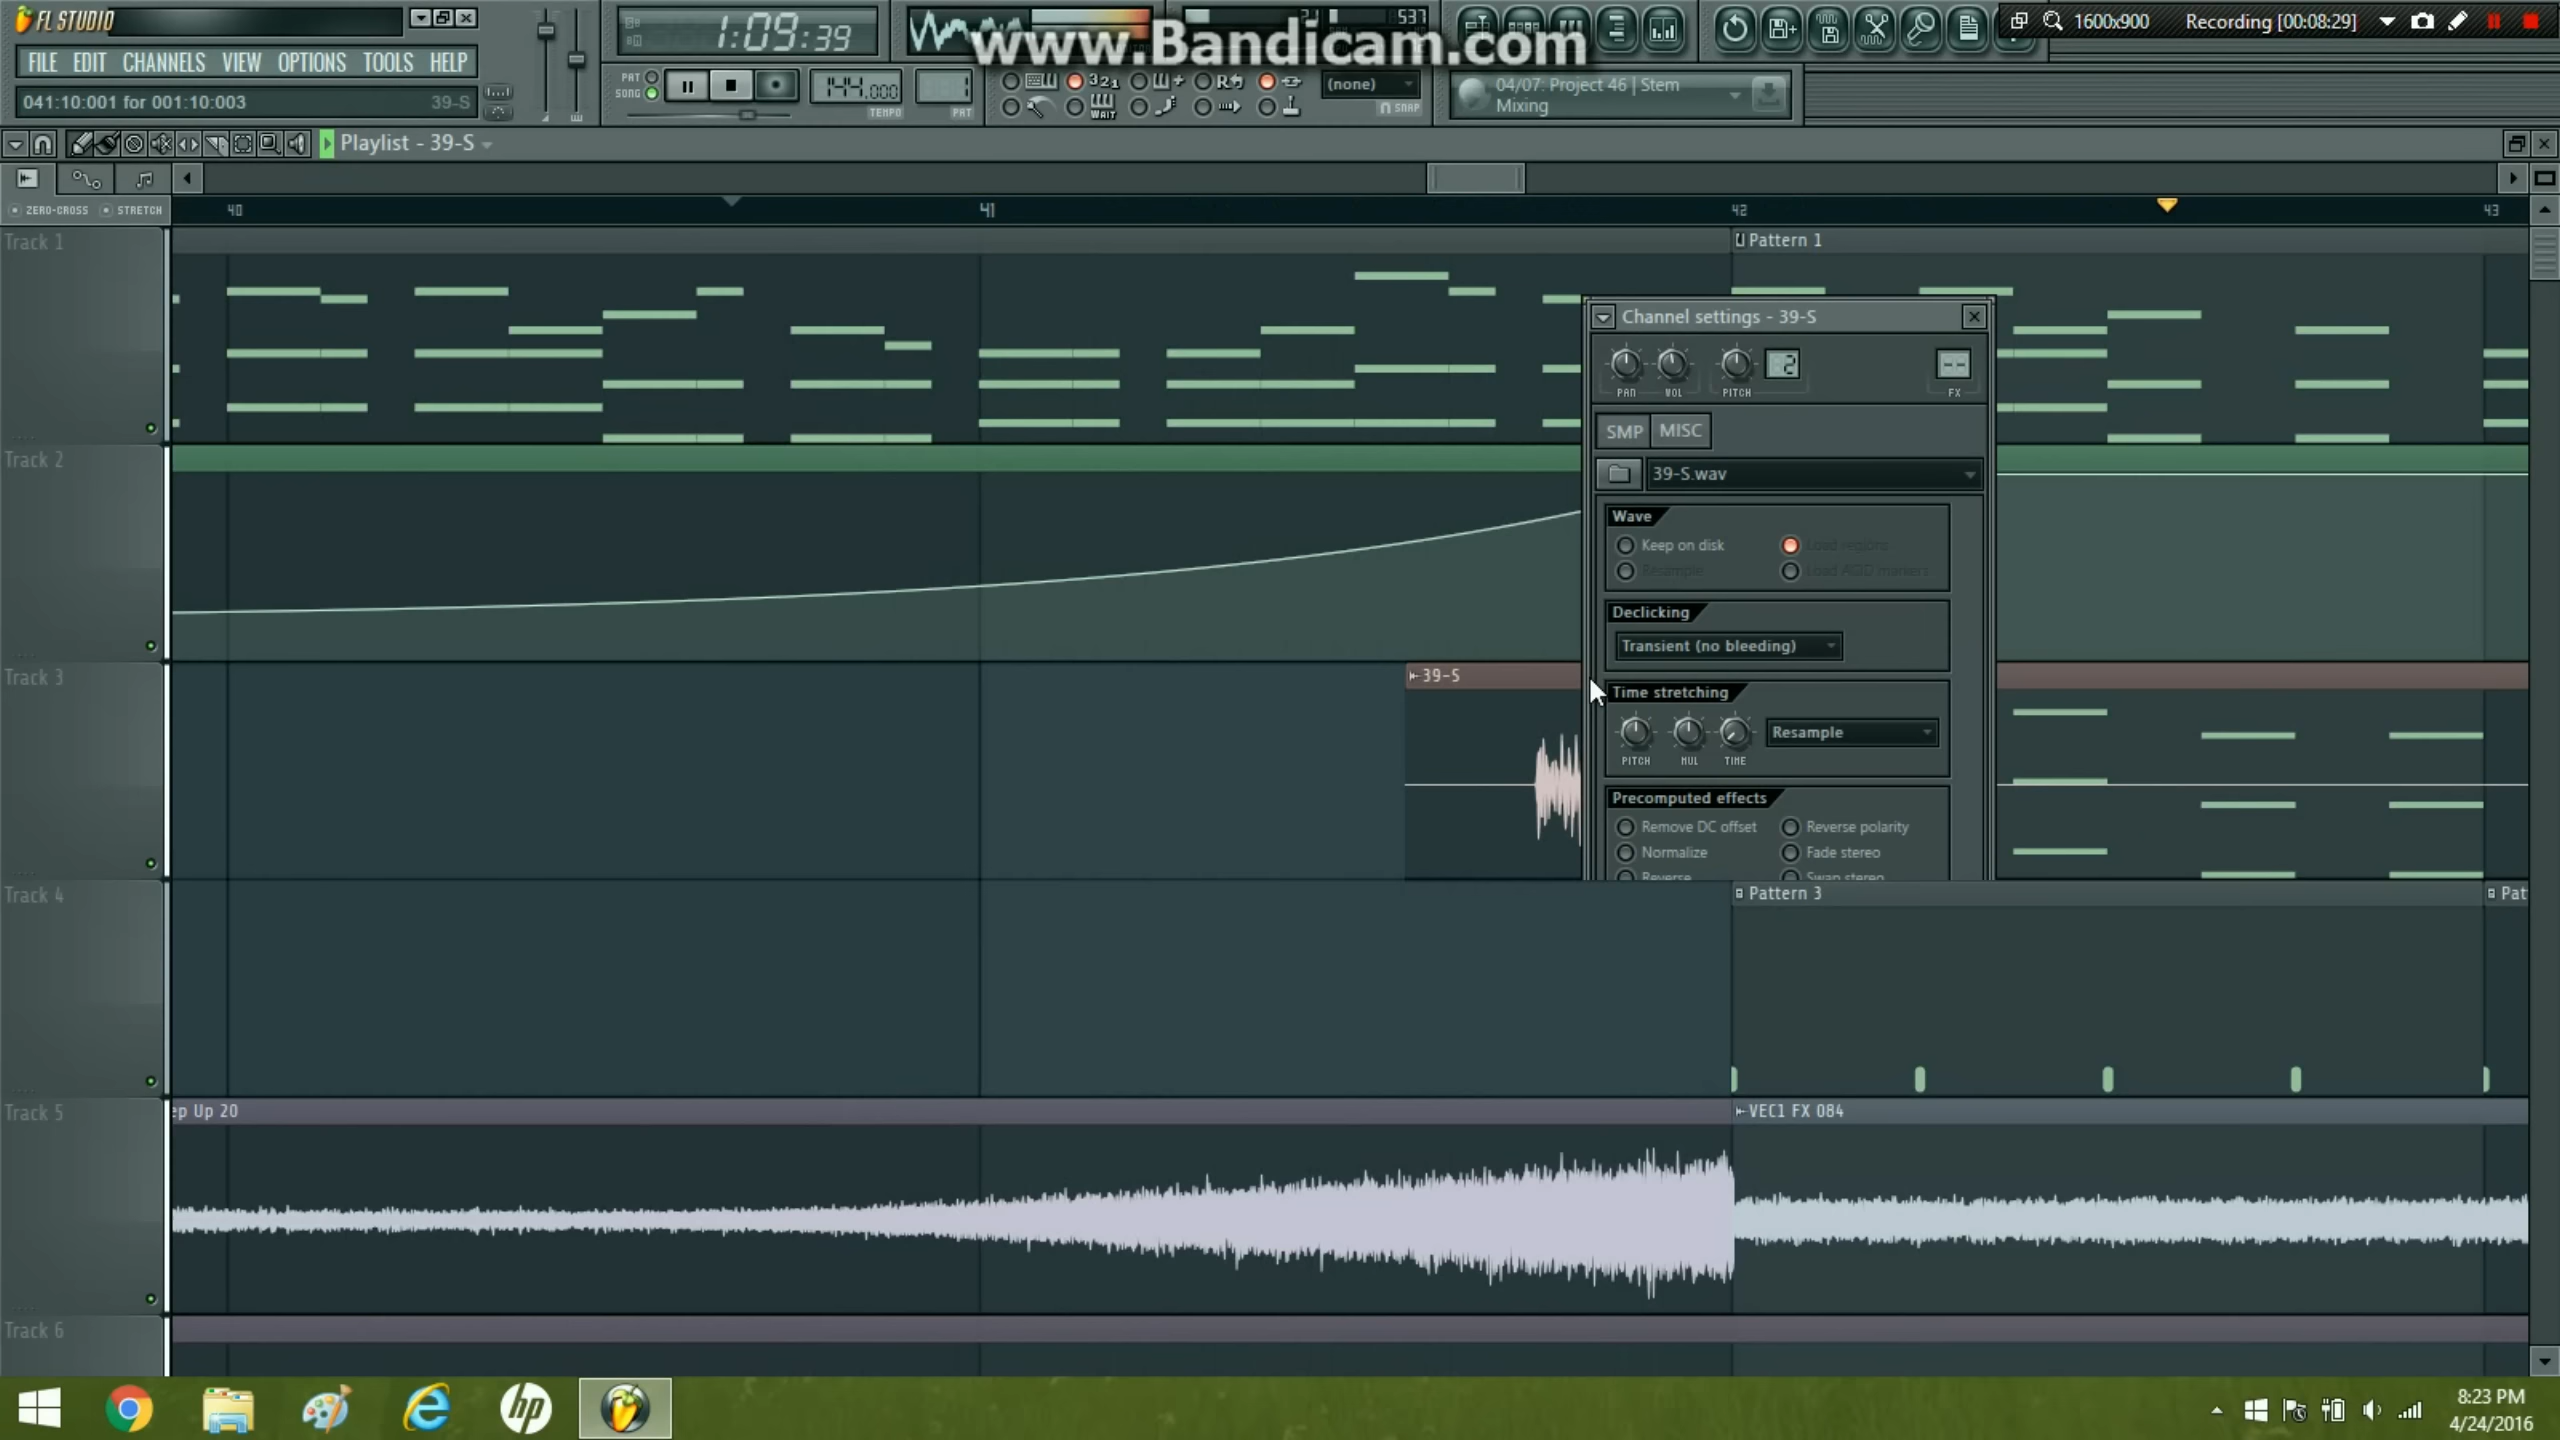 FL STUDIO
FILE EDIT CHANNELS VIEW OPTIONS TOOLS HELP
041:10:001 for 001:10:003 39-S
1:09:39
PAT
SONG
144.000
TEMPO
PAT
www.Bandicam.com
537
321
WAIT
(none)
SNAP
04/07: Project 46 | Stem
Mixing
1600x900 Recording [00:08:29]
Playlist - 39-S
ZERO-CROSS STRETCH
40 41 42 43
Track 1
Pattern 1
Track 2
Track 3
39-S
Track 4
Pattern 3
Pat
Track 5
ep Up 20
VEC1 FX 084
Track 6
Channel settings - 39-S
PAN VOL PITCH 2 -- FX
SMP MISC
39-S.wav
Wave
Keep on disk Load regions
Resample Load ACID markers
Declicking
Transient (no bleeding)
Time stretching
Resample
PITCH MUL TIME
Precomputed effects
Remove DC offset Reverse polarity
Normalize Fade stereo
Reverse Swap stereo
8:23 PM
4/24/2016